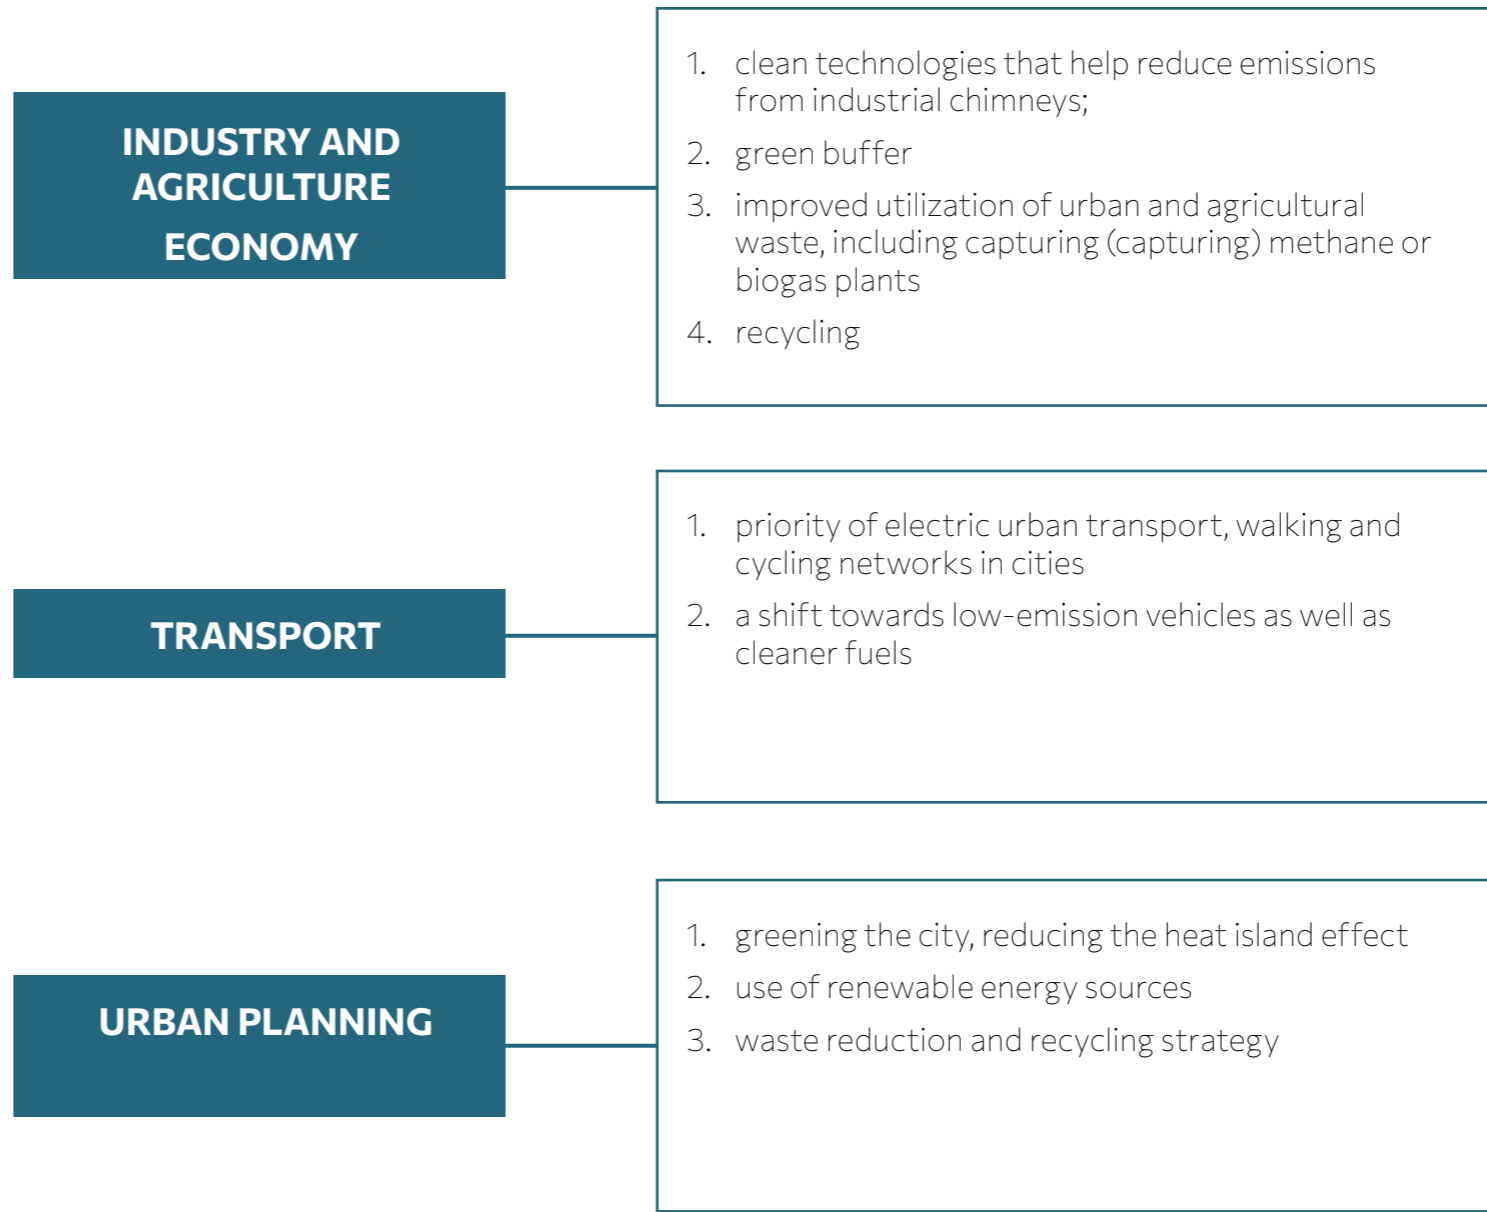 INDUSTRY AND
AGRICULTURE
ECONOMY
1. clean technologies that help reduce emissions
from industrial chimneys;
2. green buffer
3. improved utilization of urban and agricultural
waste, including capturing (capturing) methane or
biogas plants
4. recycling
TRANSPORT
1. priority of electric urban transport, walking and
cycling networks in cities
2. a shift towards low-emission vehicles as well as
cleaner fuels
URBAN PLANNING
1. greening the city, reducing the heat island effect
2. use of renewable energy sources
3. waste reduction and recycling strategy